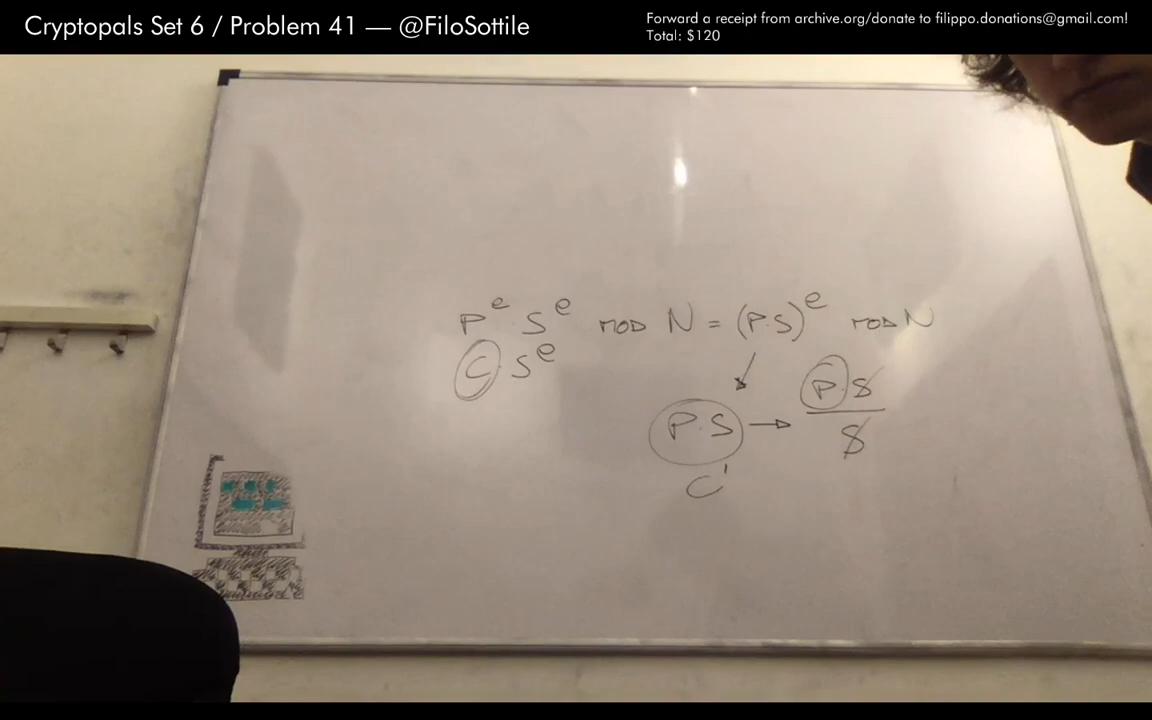 Cryptopals Set 6 / Problem 41 — @FiloSottile
Forward a receipt from archive.org/donate to filippo.donations@gmail.com!
Total: $120
P^e S^e MOD N = (P.S)^e MOD N
C S^e
P.S → P.S / S
C'